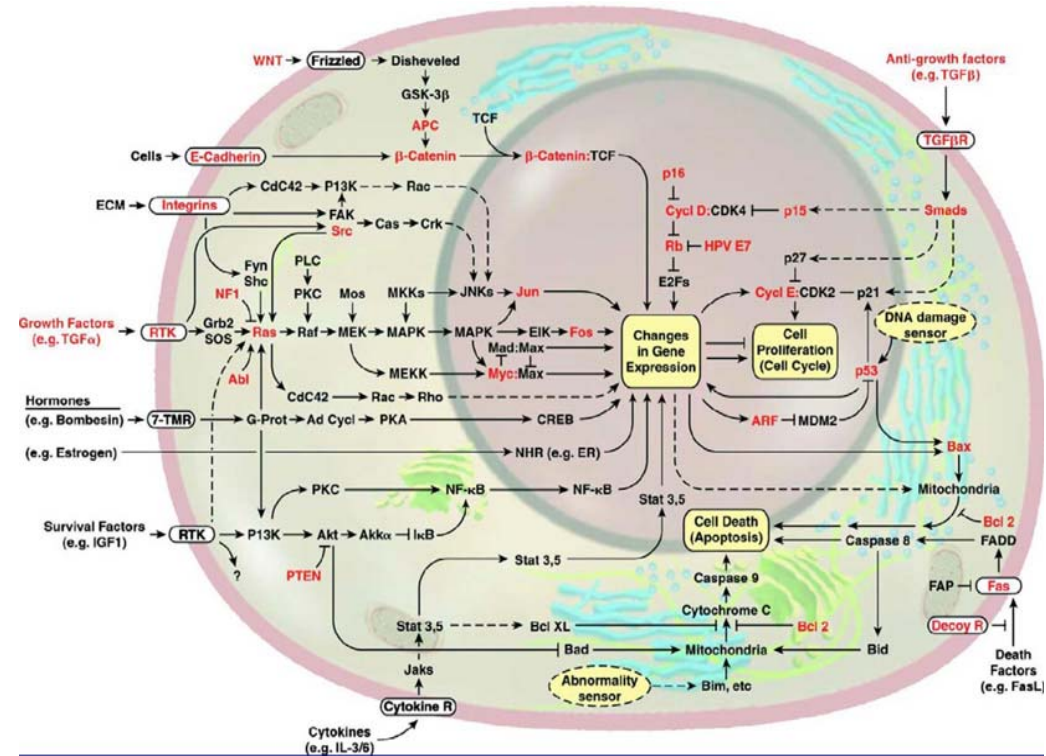 WNT Frizzled Disheveled
GSK-3β
APC
TCF
Cells E-Cadherin β-Catenin β-Catenin:TCF
CdC42 P13K Rac
ECM Integrins
FAK
Src Cas Crk
Fyn
Shc
PLC
NF1 PKC Mos MKKs JNKs Jun
Growth Factors
(e.g. TGFα)
RTK Grb2
SOS
Ras Raf MEK MAPK MAPK ElK Fos
Mad:Max
MEKK Myc:Max
Abl
CdC42 Rac Rho
Hormones
(e.g. Bombesin) 7-TMR G-Prot Ad Cycl PKA CREB
(e.g. Estrogen) NHR (e.g. ER)
PKC NF-κB NF-κB
Survival Factors
(e.g. IGF1)
RTK P13K Akt Akkα IκB
?
PTEN
Stat 3,5
Stat 3,5
Stat 3,5 Bcl XL
Bad
Jaks
Cytokine R
Cytokines
(e.g. IL-3/6)
Abnormality
sensor
Bim, etc
Mitochondria
Cytochrome C
Bcl 2
Caspase 9
Cell Death
(Apoptosis)
Bid
Caspase 8
FADD
Bcl 2
Mitochondria
Bax
FAP Fas
Decoy R
Death
Factors
(e.g. FasL)
Changes
in Gene
Expression
Anti-growth factors
(e.g. TGFβ)
TGFβR
Smads
p16
Cycl D:CDK4 p15
Rb HPV E7
E2Fs
p27
Cycl E:CDK2 p21
Cell
Proliferation
(Cell Cycle)
DNA damage
sensor
p53
ARF MDM2